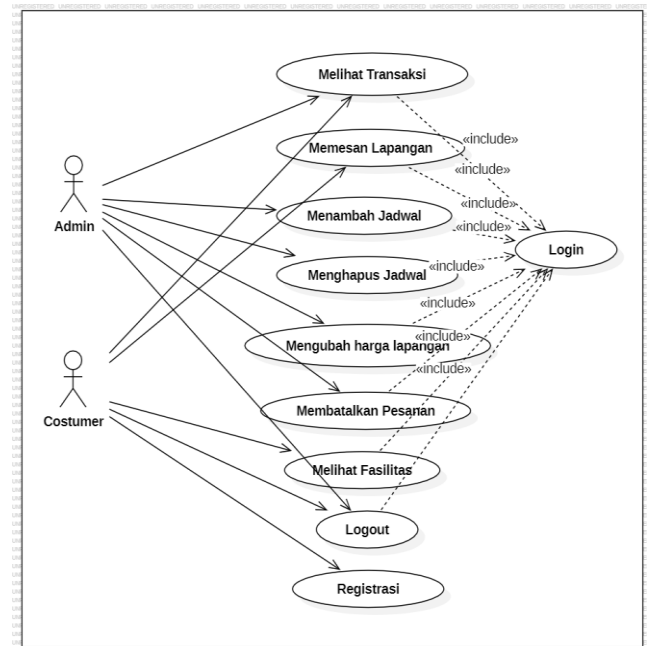 Melihat Transaksi
Memesan Lapangan
«include»
«include»
Admin
Menambah Jadwal
«include»
«include»
Login
Menghapus Jadwal
«include»
«include»
Mengubah harga lapangan
«include»
«include»
Costumer
Membatalkan Pesanan
Melihat Fasilitas
Logout
Registrasi